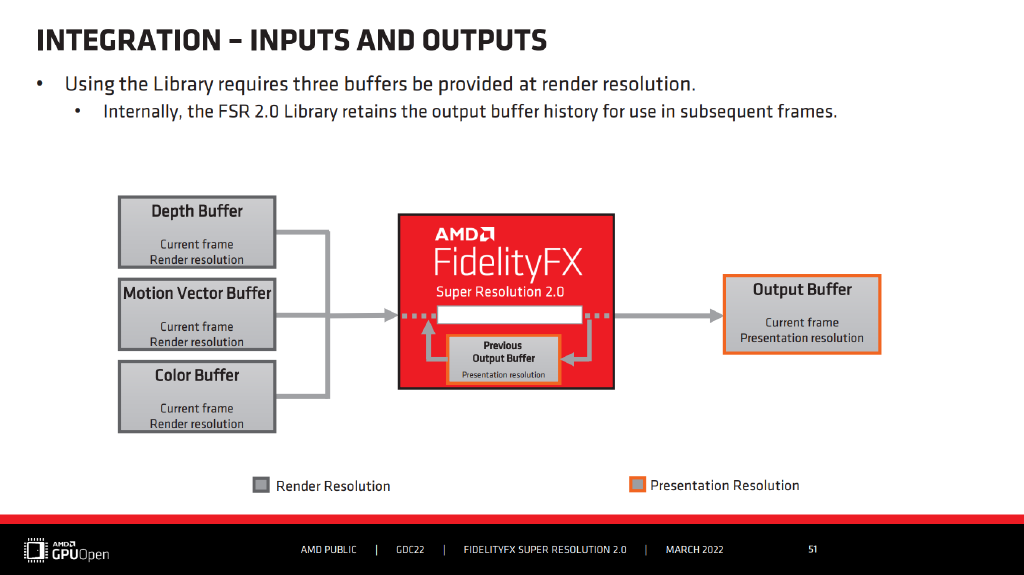 INTEGRATION – INPUTS AND OUTPUTS
• Using the Library requires three buffers be provided at render resolution.
• Internally, the FSR 2.0 Library retains the output buffer history for use in subsequent frames.
Depth Buffer
Current frame
Render resolution
Motion Vector Buffer
Current frame
Render resolution
Color Buffer
Current frame
Render resolution
AMD
FidelityFX
Super Resolution 2.0
Previous
Output Buffer
Presentation resolution
Output Buffer
Current frame
Presentation resolution
Render Resolution
Presentation Resolution
AMD
GPUOpen
AMD PUBLIC | GDC22 | FIDELITYFX SUPER RESOLUTION 2.0 | MARCH 2022 51